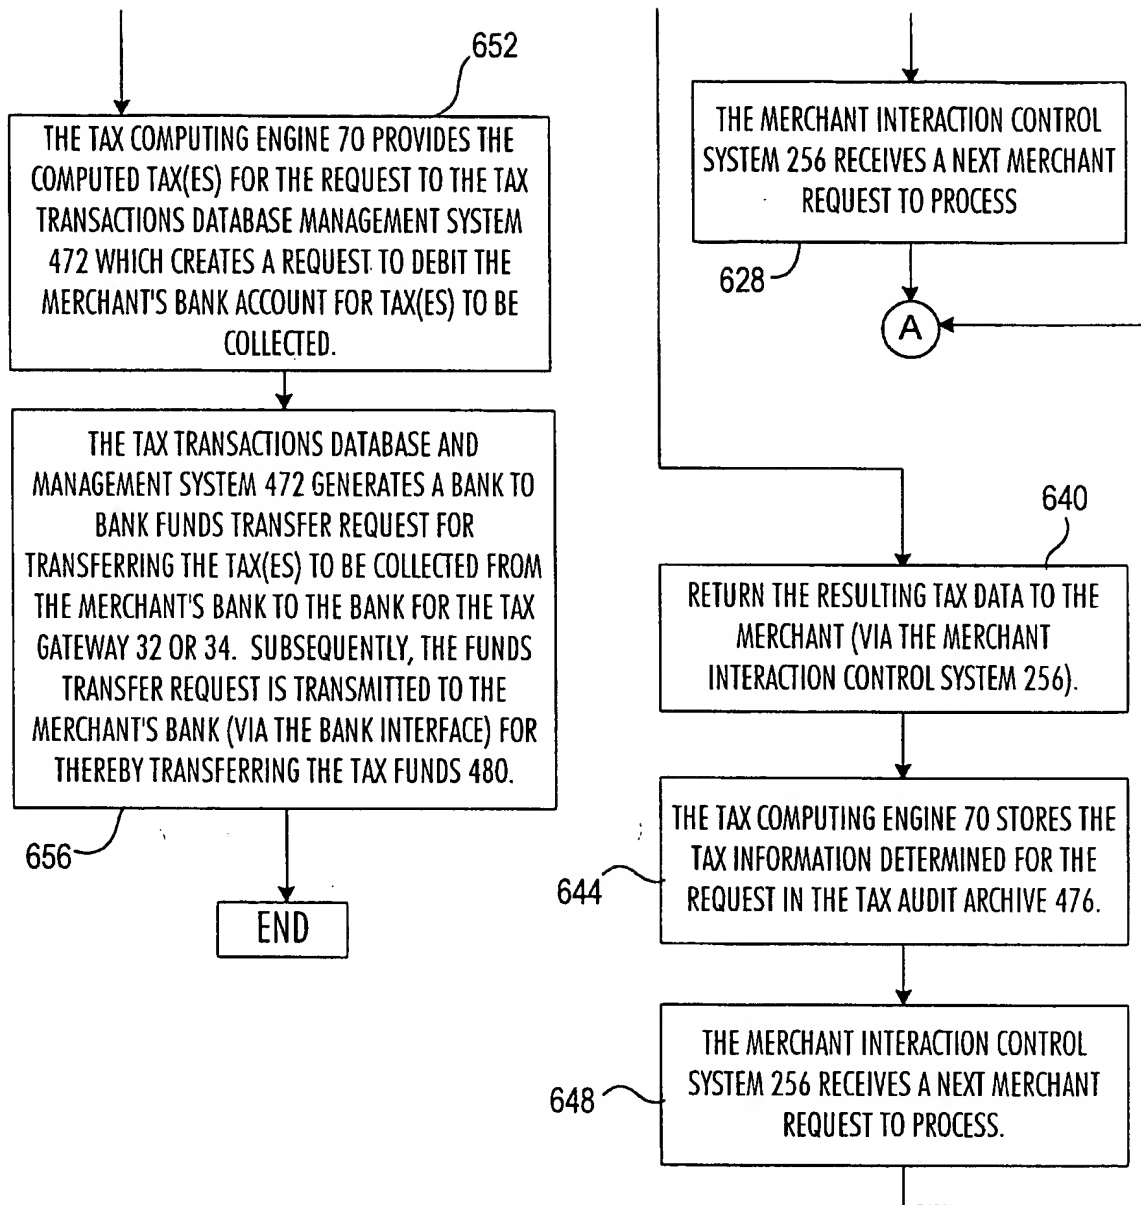 652
THE TAX COMPUTING ENGINE 70 PROVIDES THE
COMPUTED TAX(ES) FOR THE REQUEST TO THE TAX
TRANSACTIONS DATABASE MANAGEMENT SYSTEM
472 WHICH CREATES A REQUEST TO DEBIT THE
MERCHANT'S BANK ACCOUNT FOR TAX(ES) TO BE
COLLECTED.
THE TAX TRANSACTIONS DATABASE AND
MANAGEMENT SYSTEM 472 GENERATES A BANK TO
BANK FUNDS TRANSFER REQUEST FOR
TRANSFERRING THE TAX(ES) TO BE COLLECTED FROM
THE MERCHANT'S BANK TO THE BANK FOR THE TAX
GATEWAY 32 OR 34. SUBSEQUENTLY, THE FUNDS
TRANSFER REQUEST IS TRANSMITTED TO THE
MERCHANT'S BANK (VIA THE BANK INTERFACE) FOR
THEREBY TRANSFERRING THE TAX FUNDS 480.
656
END
THE MERCHANT INTERACTION CONTROL
SYSTEM 256 RECEIVES A NEXT MERCHANT
REQUEST TO PROCESS
628
A
640
RETURN THE RESULTING TAX DATA TO THE
MERCHANT (VIA THE MERCHANT
INTERACTION CONTROL SYSTEM 256).
THE TAX COMPUTING ENGINE 70 STORES THE
TAX INFORMATION DETERMINED FOR THE
REQUEST IN THE TAX AUDIT ARCHIVE 476.
644
THE MERCHANT INTERACTION CONTROL
SYSTEM 256 RECEIVES A NEXT MERCHANT
REQUEST TO PROCESS.
648